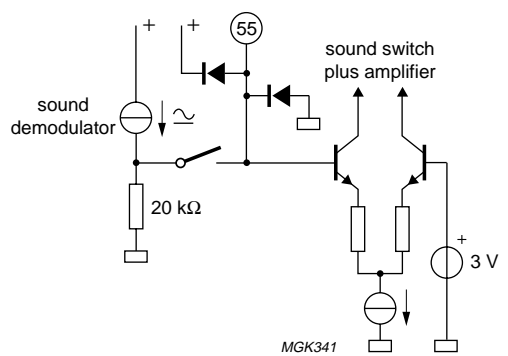 + +
55
sound switch
plus amplifier
sound
demodulator
20 kΩ
+
3 V
MGK341